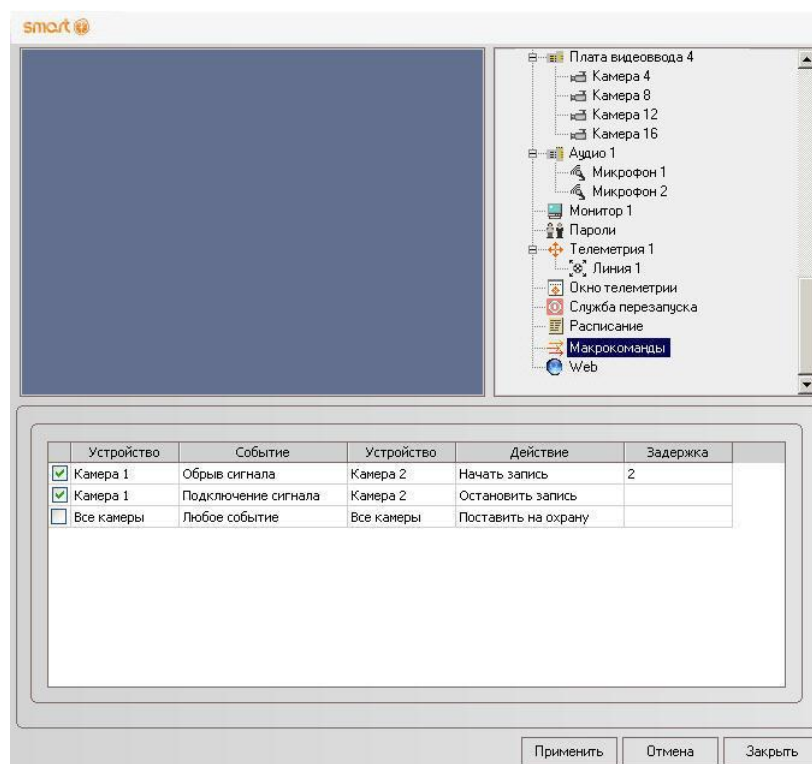 smart
Плата видеоввода 4
Камера 4
Камера 8
Камера 12
Камера 16
Аудио 1
Микрофон 1
Микрофон 2
Монитор 1
Пароли
Телеметрия 1
Линия 1
Окно телеметрии
Служба перезапуска
Расписание
Макрокоманды
Web
Устройство Событие Устройство Действие Задержка
Камера 1 Обрыв сигнала Камера 2 Начать запись 2
Камера 1 Подключение сигнала Камера 2 Остановить запись
Все камеры Любое событие Все камеры Поставить на охрану
Применить Отмена Закрыть